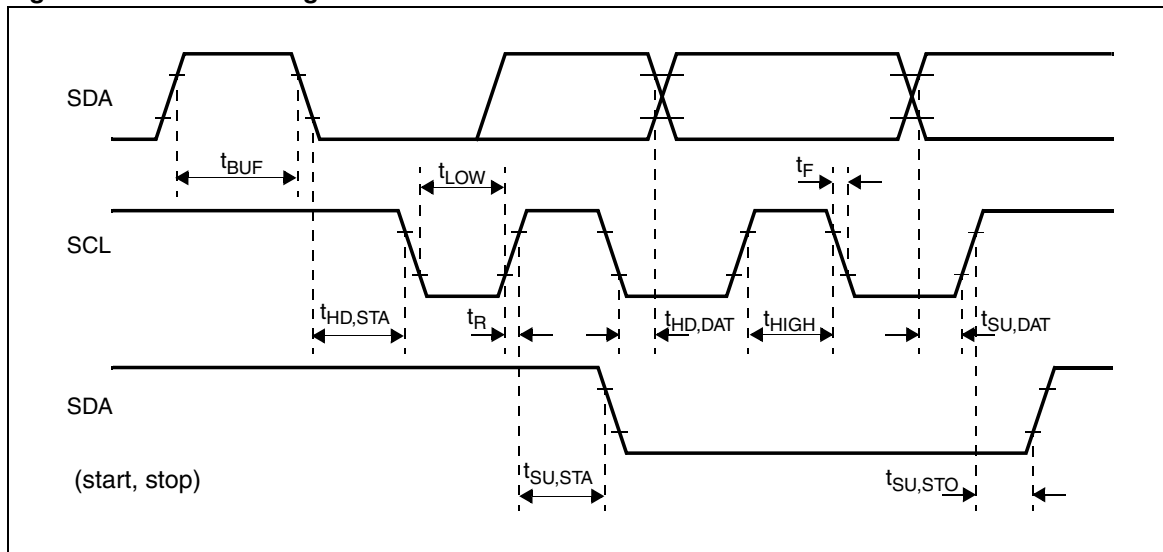 SDA
tBUF
tLOW
tF
SCL
tHD,STA
tR
tHD,DAT
tHIGH
tSU,DAT
SDA
tSU,STA
tSU,STO
(start, stop)